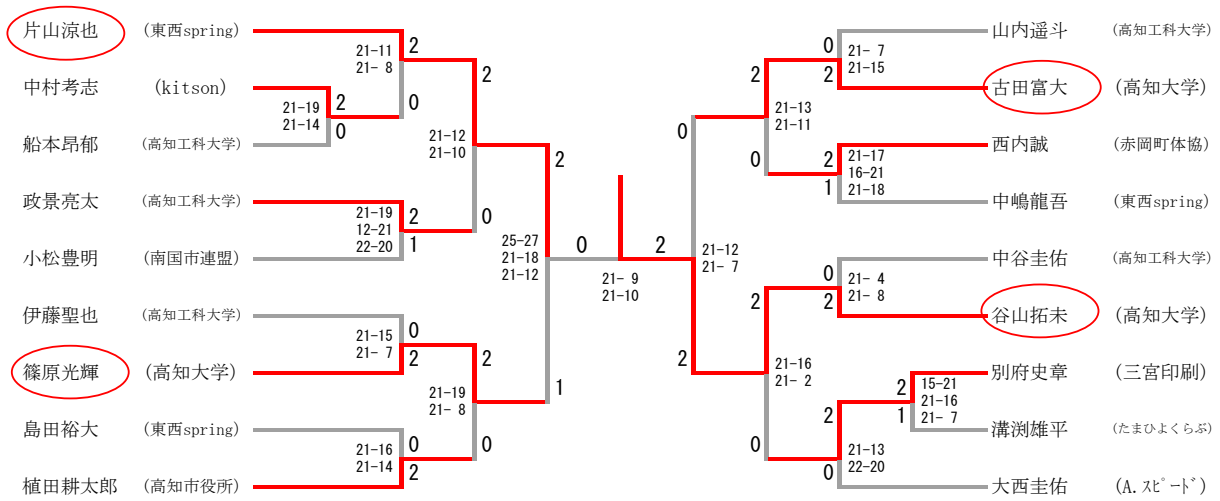 片山涼也 (東西spring)
21-11 2
21- 8
0
中村考志 (kitson)
21-19 2
21-14 0
船本昂郁 (高知工科大学)
2
21-12
21-10
0
政景亮太 (高知工科大学)
21-19 2
12-21
22-20 1
小松豊明 (南国市連盟)
2
25-27
21-18
21-12
1
伊藤聖也 (高知工科大学)
21-15 0
21- 7 2
篠原光輝 (高知大学)
2
21-19
21- 8
0
島田裕大 (東西spring)
21-16 0
21-14 2
植田耕太郎 (高知市役所)
0 2
21- 9
21-10
山内遥斗 (高知工科大学)
0 21- 7
2 21-15
古田富大 (高知大学)
2
21-13
21-11
0
西内誠 (赤岡町体協)
2 21-17
16-21
1 21-18
中嶋龍吾 (東西spring)
0
21-12
21- 7
2
中谷圭佑 (高知工科大学)
0 21- 4
2 21- 8
谷山拓未 (高知大学)
2
21-16
21- 2
0
別府史章 (三宮印刷)
2 15-21
21-16
1 21- 7
溝渕雄平 (たまひよくらぶ)
2
21-13
22-20
0
大西圭佑 (A.スピード)